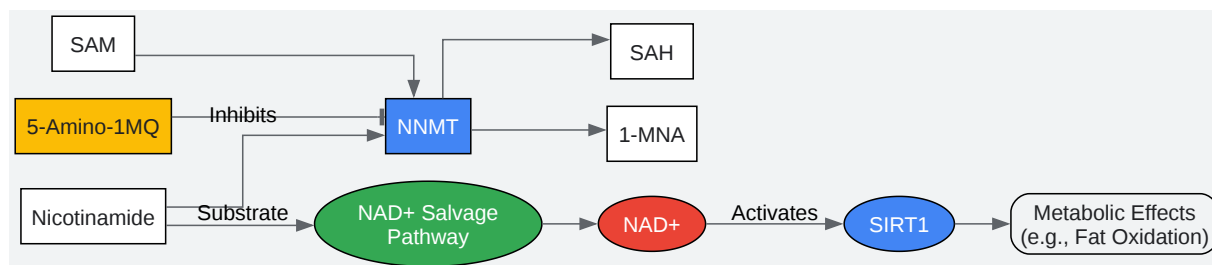 SAM
SAH
5-Amino-1MQ
Inhibits
NNMT
1-MNA
Nicotinamide
Substrate
NAD+ Salvage
Pathway
NAD+
Activates
SIRT1
Metabolic Effects
(e.g., Fat Oxidation)